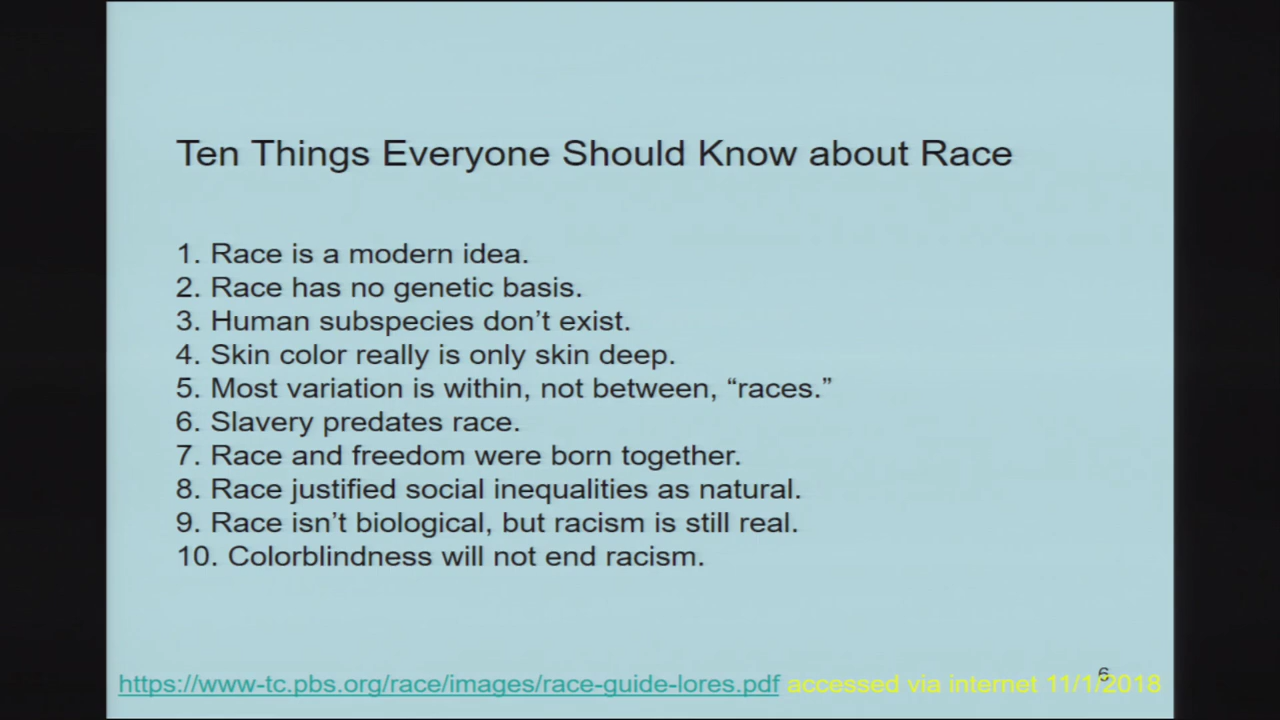 Ten Things Everyone Should Know about Race
1. Race is a modern idea.
2. Race has no genetic basis.
3. Human subspecies don’t exist.
4. Skin color really is only skin deep.
5. Most variation is within, not between, “races.”
6. Slavery predates race.
7. Race and freedom were born together.
8. Race justified social inequalities as natural.
9. Race isn’t biological, but racism is still real.
10. Colorblindness will not end racism.
6
https://www-tc.pbs.org/race/images/race-guide-lores.pdf accessed via internet 11/1/2018